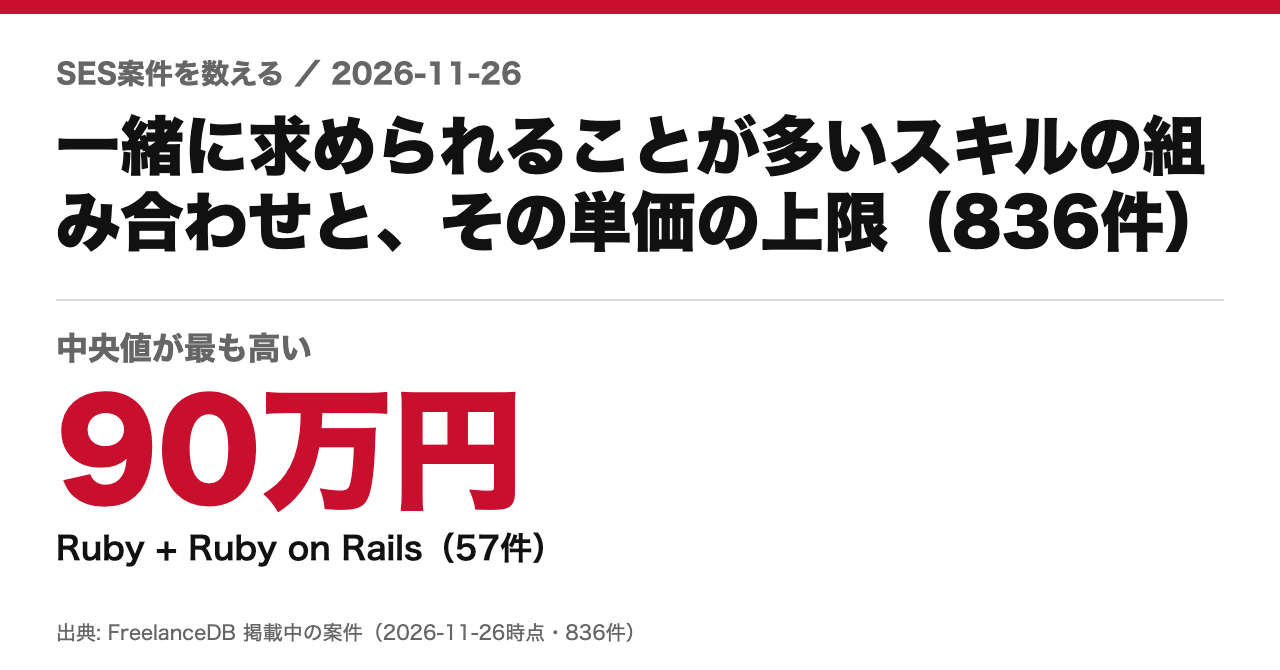 SES案件を数える ／ 2026-11-26
一緒に求められることが多いスキルの組
み合わせと、その単価の上限（836件）
中央値が最も高い
90万円
Ruby + Ruby on Rails（57件）
出典: FreelanceDB 掲載中の案件（2026-11-26時点・836件）